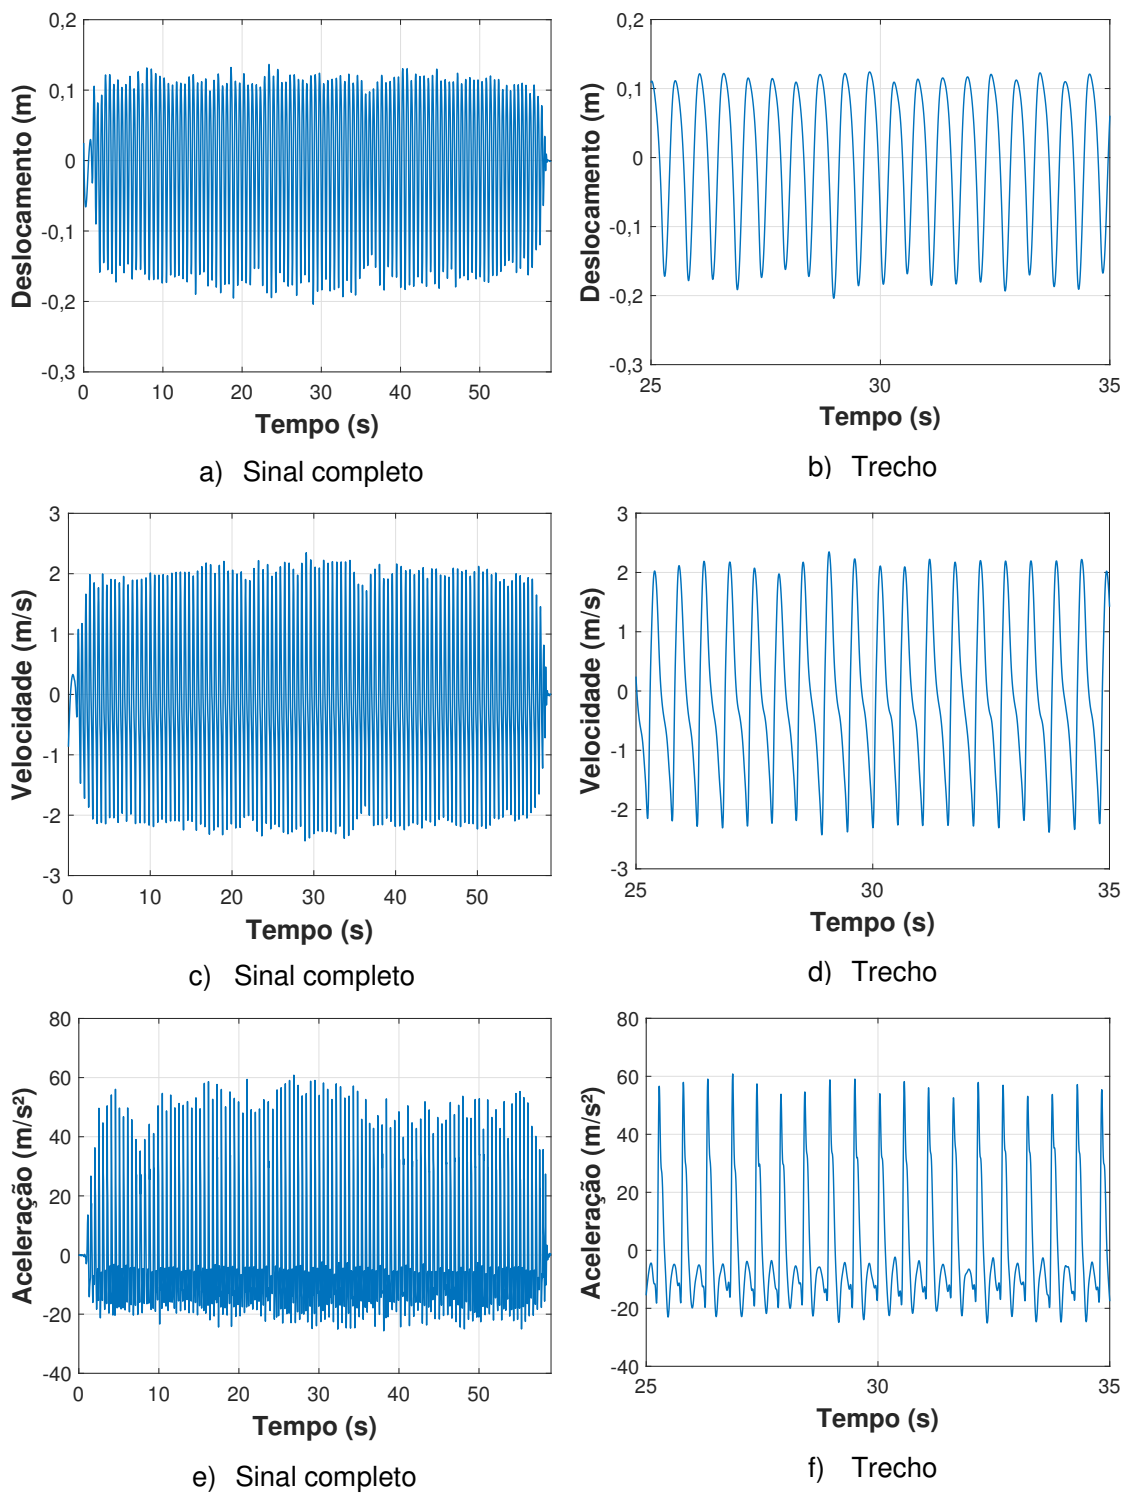 0,2
0,1
0
-0,1
-0,2
-0,3
Deslocamento (m)
0 10 20 30 40 50
Tempo (s)
a) Sinal completo
0,2
0,1
0
-0,1
-0,2
-0,3
Deslocamento (m)
25 30 35
Tempo (s)
b) Trecho
3
2
1
0
-1
-2
-3
Velocidade (m/s)
0 10 20 30 40 50
Tempo (s)
c) Sinal completo
3
2
1
0
-1
-2
-3
Velocidade (m/s)
25 30 35
Tempo (s)
d) Trecho
80
60
40
20
0
-20
-40
Aceleração (m/s²)
0 10 20 30 40 50
Tempo (s)
e) Sinal completo
80
60
40
20
0
-20
-40
Aceleração (m/s²)
25 30 35
Tempo (s)
f) Trecho